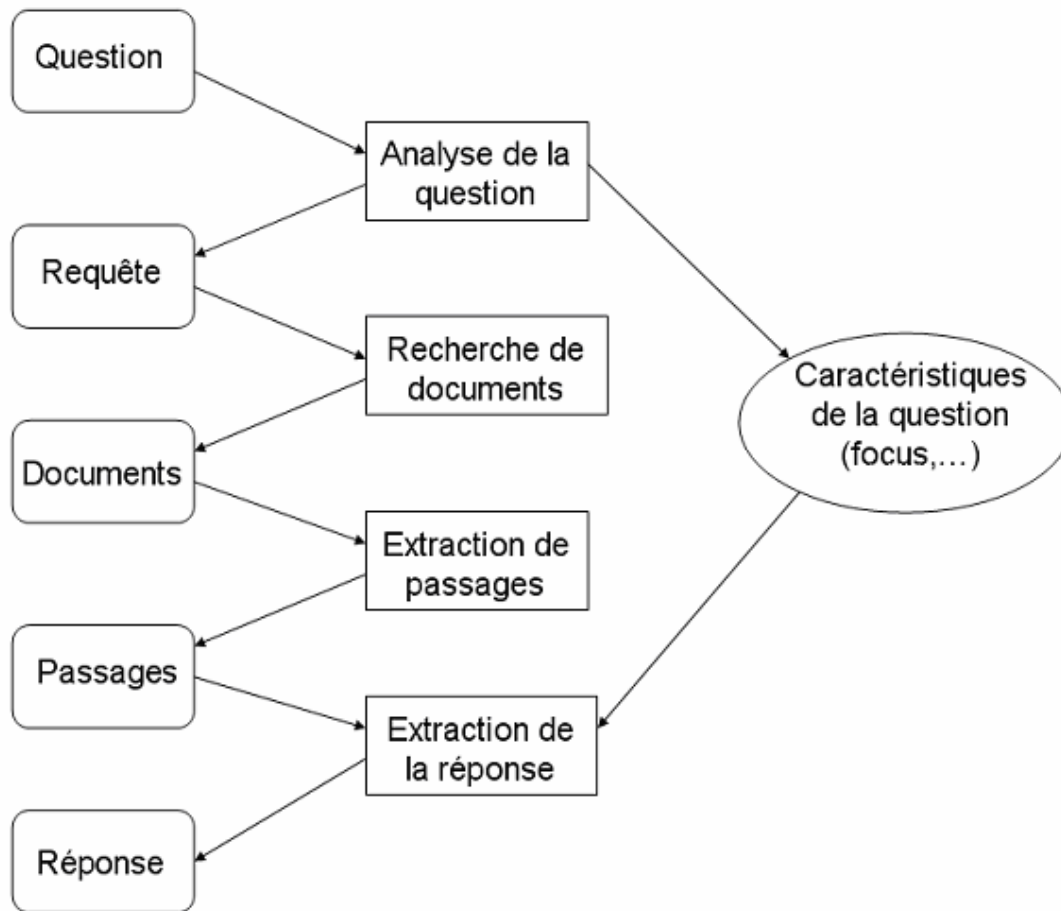 Question
Analyse de la
question
Requête
Recherche de
documents
Caractéristiques
de la question
(focus,...)
Documents
Extraction de
passages
Passages
Extraction de
la réponse
Réponse